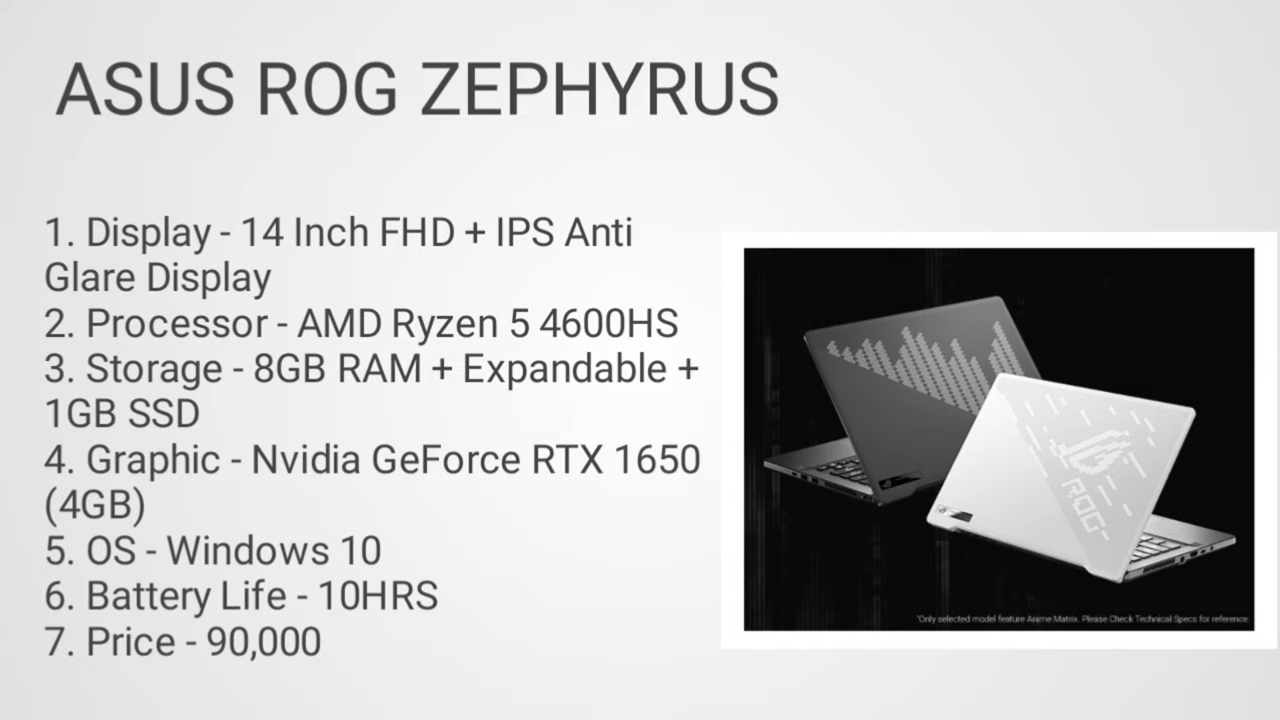 ASUS ROG ZEPHYRUS
1. Display - 14 Inch FHD + IPS Anti
Glare Display
2. Processor - AMD Ryzen 5 4600HS
3. Storage - 8GB RAM + Expandable +
1GB SSD
4. Graphic - Nvidia GeForce RTX 1650
(4GB)
5. OS - Windows 10
6. Battery Life - 10HRS
7. Price - 90,000
ROG
*Only selected model feature Anime Matrix. Please Check Technical Specs for reference.